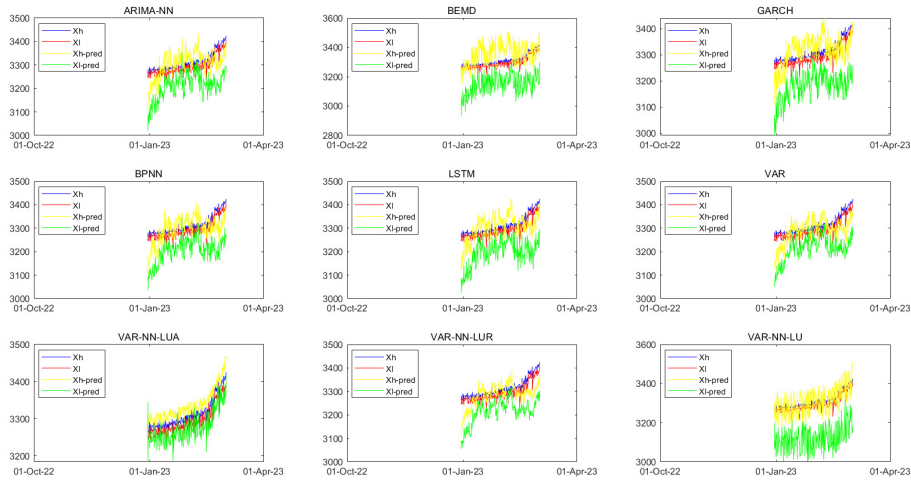 ARIMA-NN
3500
3400
3300
3200
3100
3000
Xh
Xl
Xh-pred
Xl-pred
01-Oct-22
01-Jan-23
01-Apr-23
BEMD
3600
3400
3200
3000
2800
Xh
Xl
Xh-pred
Xl-pred
01-Oct-22
01-Jan-23
01-Apr-23
GARCH
3400
3300
3200
3100
3000
Xh
Xl
Xh-pred
Xl-pred
01-Oct-22
01-Jan-23
01-Apr-23
BPNN
3500
3400
3300
3200
3100
3000
Xh
Xl
Xh-pred
Xl-pred
01-Oct-22
01-Jan-23
01-Apr-23
LSTM
3500
3400
3300
3200
3100
3000
Xh
Xl
Xh-pred
Xl-pred
01-Oct-22
01-Jan-23
01-Apr-23
VAR
3500
3400
3300
3200
3100
3000
Xh
Xl
Xh-pred
Xl-pred
01-Oct-22
01-Jan-23
01-Apr-23
VAR-NN-LUA
3500
3400
3300
3200
Xh
Xl
Xh-pred
Xl-pred
01-Oct-22
01-Jan-23
01-Apr-23
VAR-NN-LUR
3500
3400
3300
3200
3100
3000
Xh
Xl
Xh-pred
Xl-pred
01-Oct-22
01-Jan-23
01-Apr-23
VAR-NN-LU
3600
3400
3200
3000
Xh
Xl
Xh-pred
Xl-pred
01-Oct-22
01-Jan-23
01-Apr-23